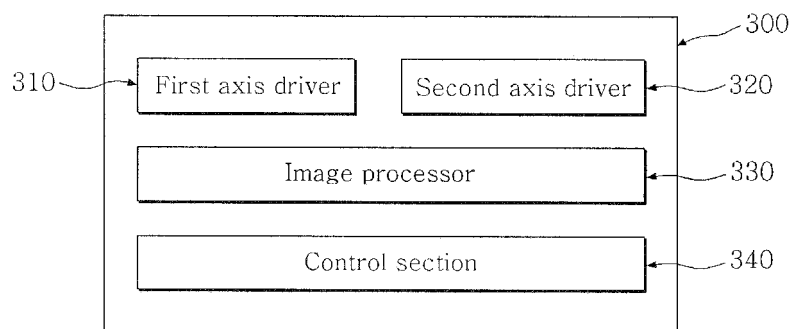 300
310 First axis driver Second axis driver 320
Image processor 330
Control section 340